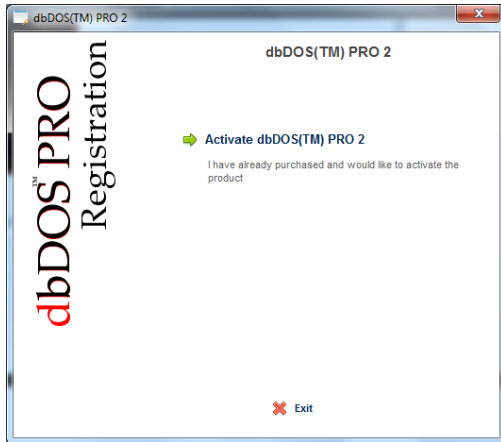 dbDOS(TM) PRO 2
dbDOS(TM) PRO 2
dbDOS™ PRO
Registration
Activate dbDOS(TM) PRO 2
I have already purchased and would like to activate the
product
Exit